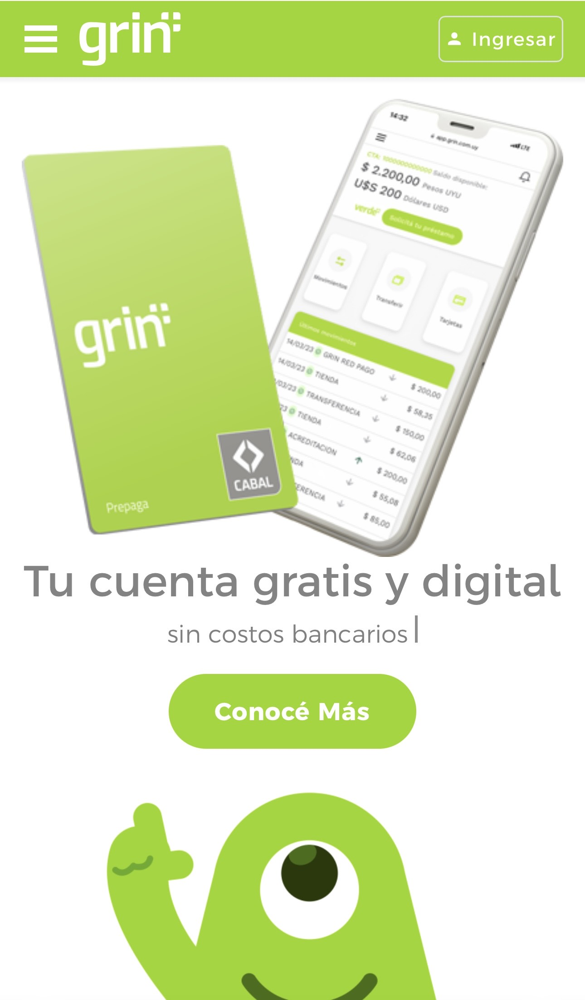 grin
Ingresar
14:32
app.grin.com.uy
LTE
CTA: 1000000000000 Saldo disponible:
$ 2.200,00 Pesos UYU
U$S 200 Dólares USD
verde
Solicitá tu préstamo
Movimientos
Transferir
Tarjetas
Últimos movimientos
14/03/23 GRIN RED PAGO $ 200,00
14/03/23 TIENDA $ 58,35
/03/23 TRANSFERENCIA $ 150,00
23 TIENDA $ 62,06
ACREDITACION $ 200,00
NDA $ 55,08
FERENCIA $ 85,00
grin
CABAL
Prepaga
Tu cuenta gratis y digital
sin costos bancarios
Conocé Más